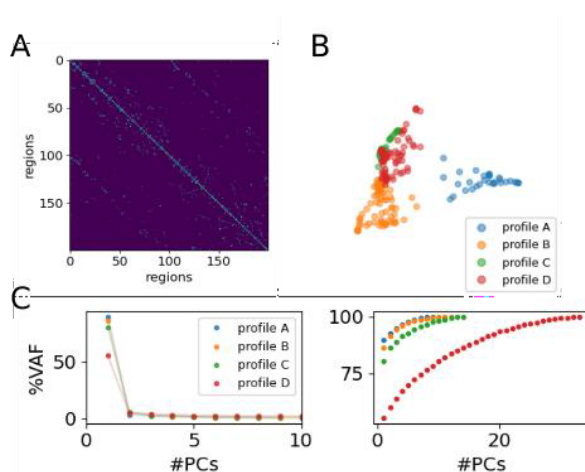 A
0
50
100
150
regions
0
50
100
150
regions
B
profile A
profile B
profile C
profile D
C
%VAF
50
0
0
5
10
#PCs
profile A
profile B
profile C
profile D
100
75
0
20
#PCs